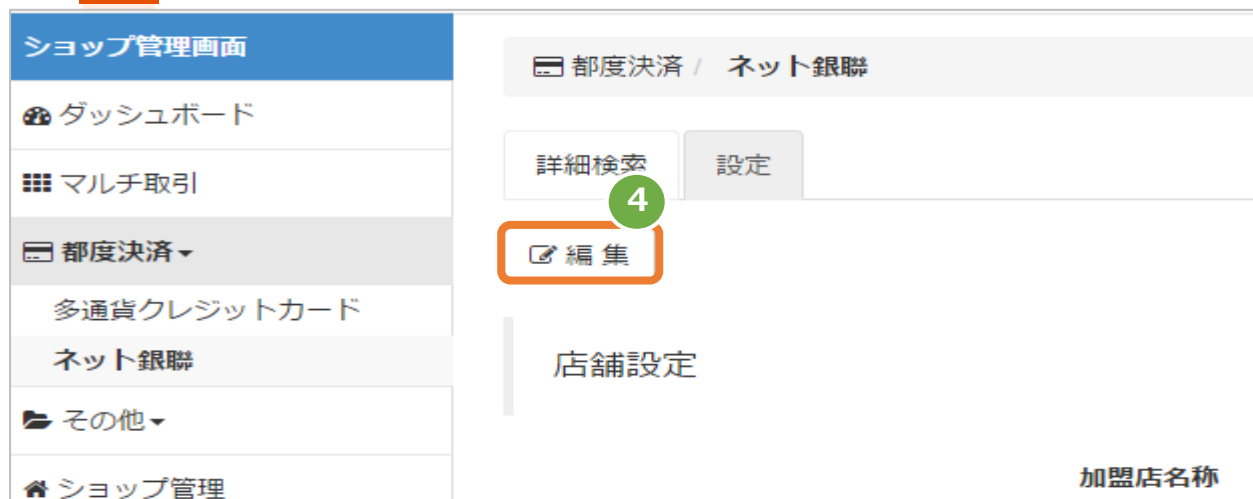 ショップ管理画面
ダッシュボード
マルチ取引
都度決済
多通貨クレジットカード
ネット銀聯
その他
ショップ管理
都度決済 / ネット銀聯
詳細検索
設定
4
編集
店舗設定
加盟店名称